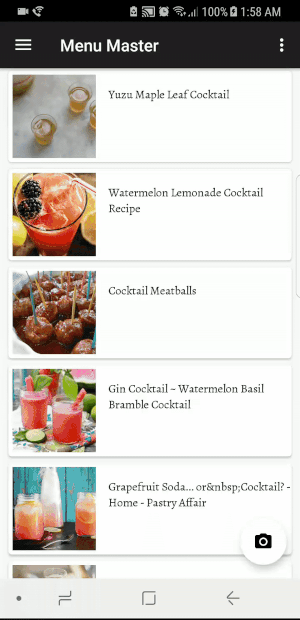 100% 1:58 AM
Menu Master
Yuzu Maple Leaf Cocktail
Watermelon Lemonade Cocktail
Recipe
Cocktail Meatballs
Gin Cocktail ~ Watermelon Basil
Bramble Cocktail
Grapefruit Soda... or&nbsp;Cocktail? -
Home - Pastry Affair